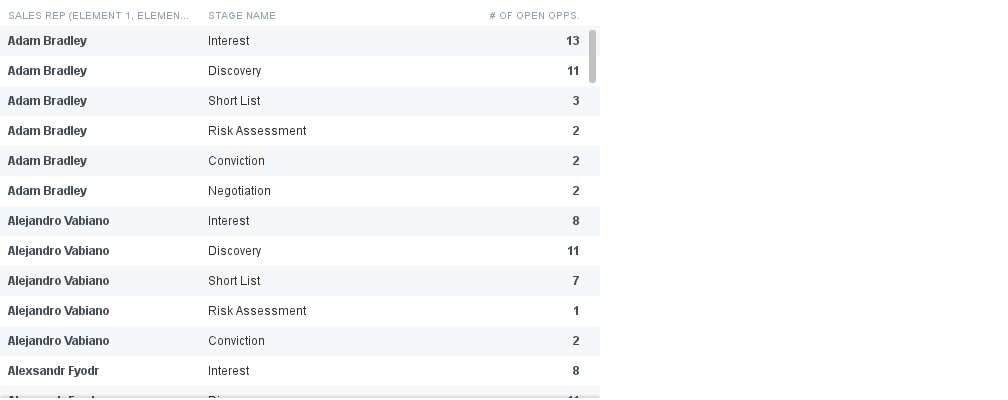 SALES REP (ELEMENT 1, ELEMEN... STAGE NAME # OF OPEN OPPS.
Adam Bradley Interest 13
Adam Bradley Discovery 11
Adam Bradley Short List 3
Adam Bradley Risk Assessment 2
Adam Bradley Conviction 2
Adam Bradley Negotiation 2
Alejandro Vabiano Interest 8
Alejandro Vabiano Discovery 11
Alejandro Vabiano Short List 7
Alejandro Vabiano Risk Assessment 1
Alejandro Vabiano Conviction 2
Alexsandr Fyodr Interest 8